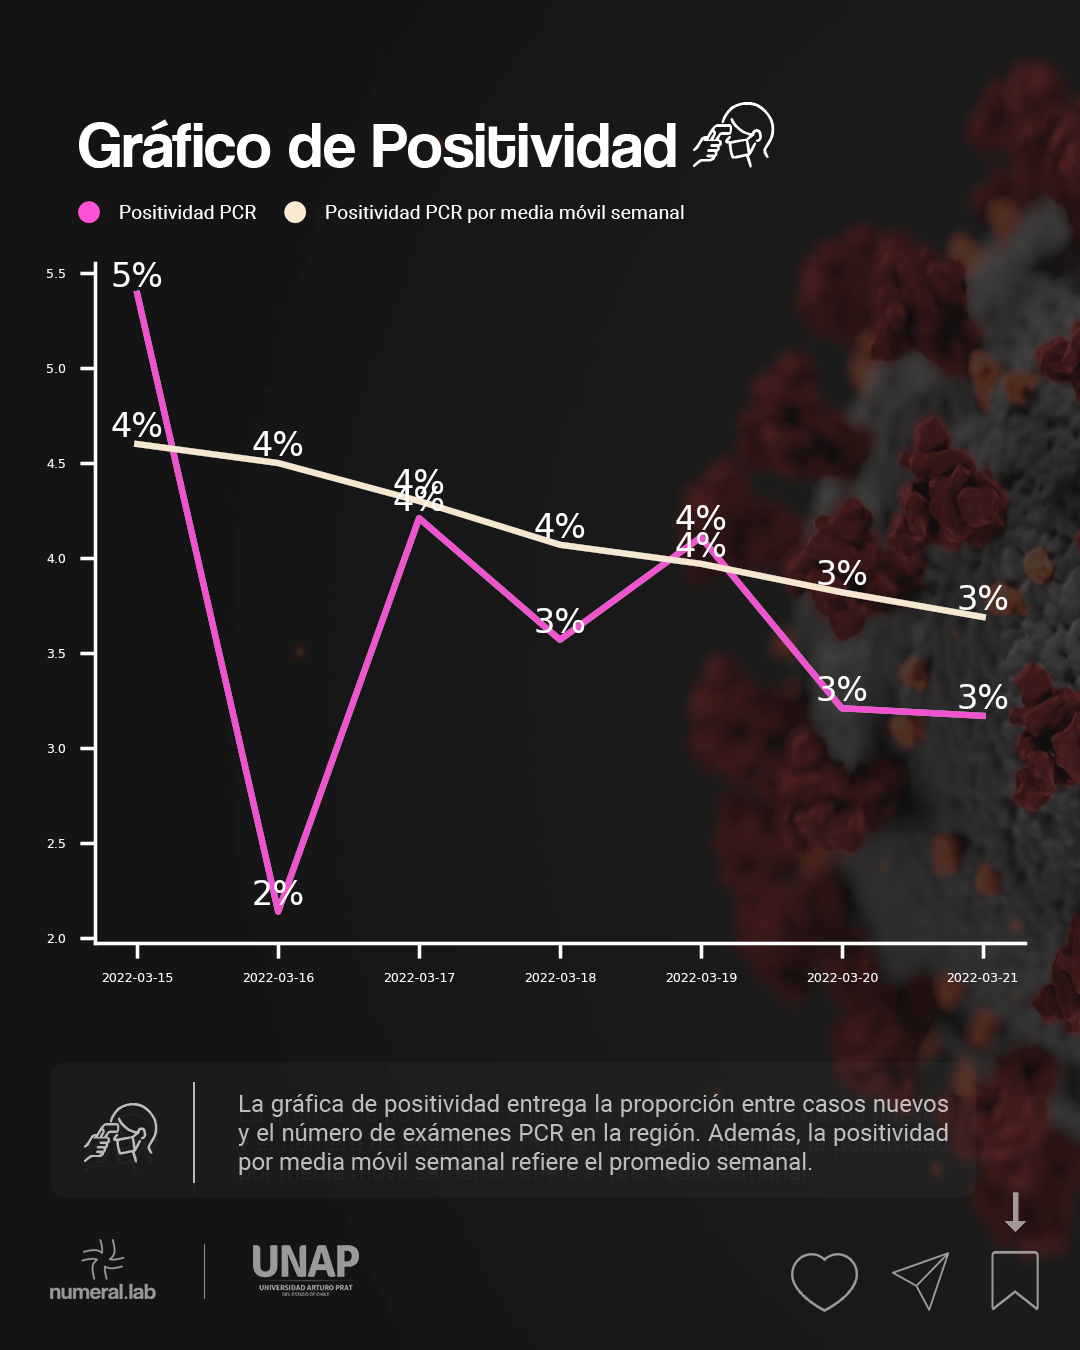 Gráfico de Positividad
Positividad PCR
Positividad PCR por media móvil semanal
5.5
5.0
4.5
4.0
3.5
3.0
2.5
2.0
5%
4%
4%
4%
4%
4%
4%
4%
3%
3%
3%
3%
3%
2%
2022-03-15
2022-03-16
2022-03-17
2022-03-18
2022-03-19
2022-03-20
2022-03-21
La gráfica de positividad entrega la proporción entre casos nuevos
y el número de exámenes PCR en la región. Además, la positividad
por media móvil semanal refiere el promedio semanal.
numeral.lab
UNAP
UNIVERSIDAD ARTURO PRAT
DEL ESTADO DE CHILE